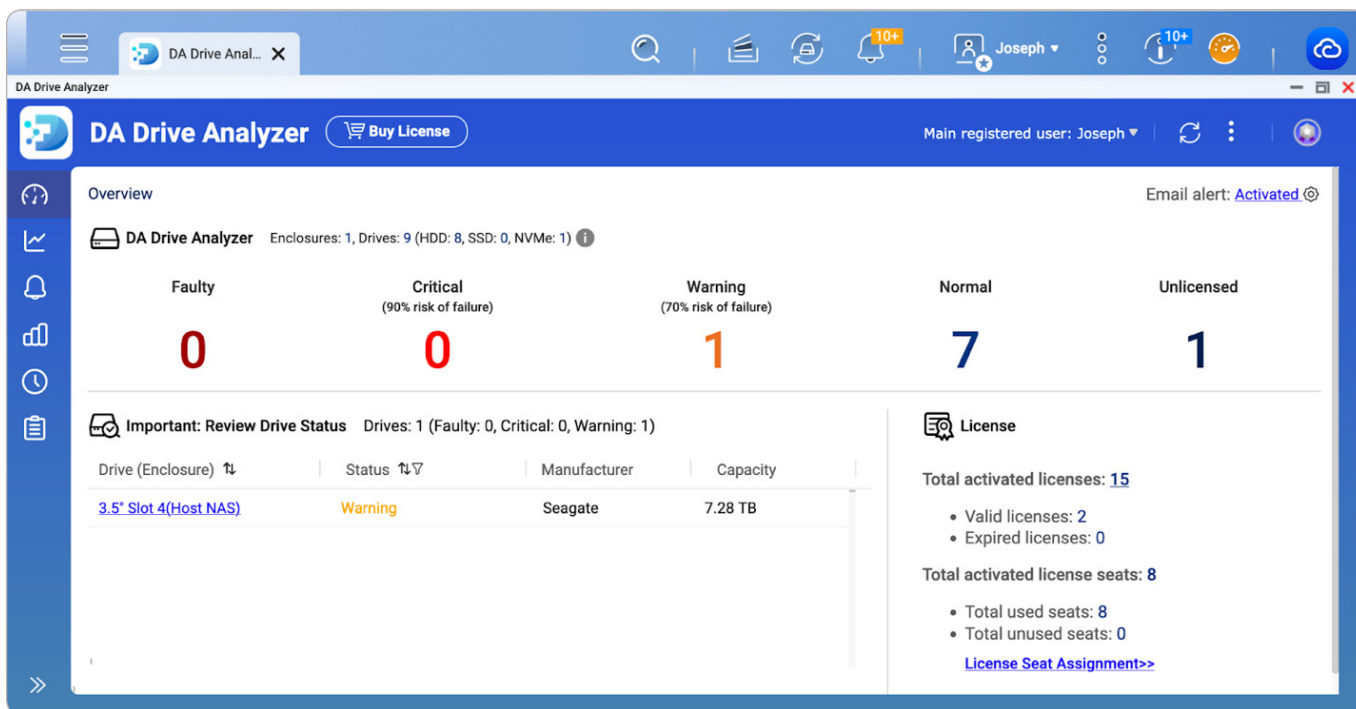 DA Drive Anal...
10+
Joseph
10+
DA Drive Analyzer
DA Drive Analyzer
Buy License
Main registered user: Joseph
Overview
Email alert: Activated
DA Drive Analyzer Enclosures: 1, Drives: 9 (HDD: 8, SSD: 0, NVMe: 1)
Faulty Critical Warning Normal Unlicensed
(90% risk of failure) (70% risk of failure)
0 0 1 7 1
Important: Review Drive Status Drives: 1 (Faulty: 0, Critical: 0, Warning: 1)
Drive (Enclosure) Status Manufacturer Capacity
3.5" Slot 4(Host NAS) Warning Seagate 7.28 TB
License
Total activated licenses: 15
• Valid licenses: 2
• Expired licenses: 0
Total activated license seats: 8
• Total used seats: 8
• Total unused seats: 0
License Seat Assignment>>